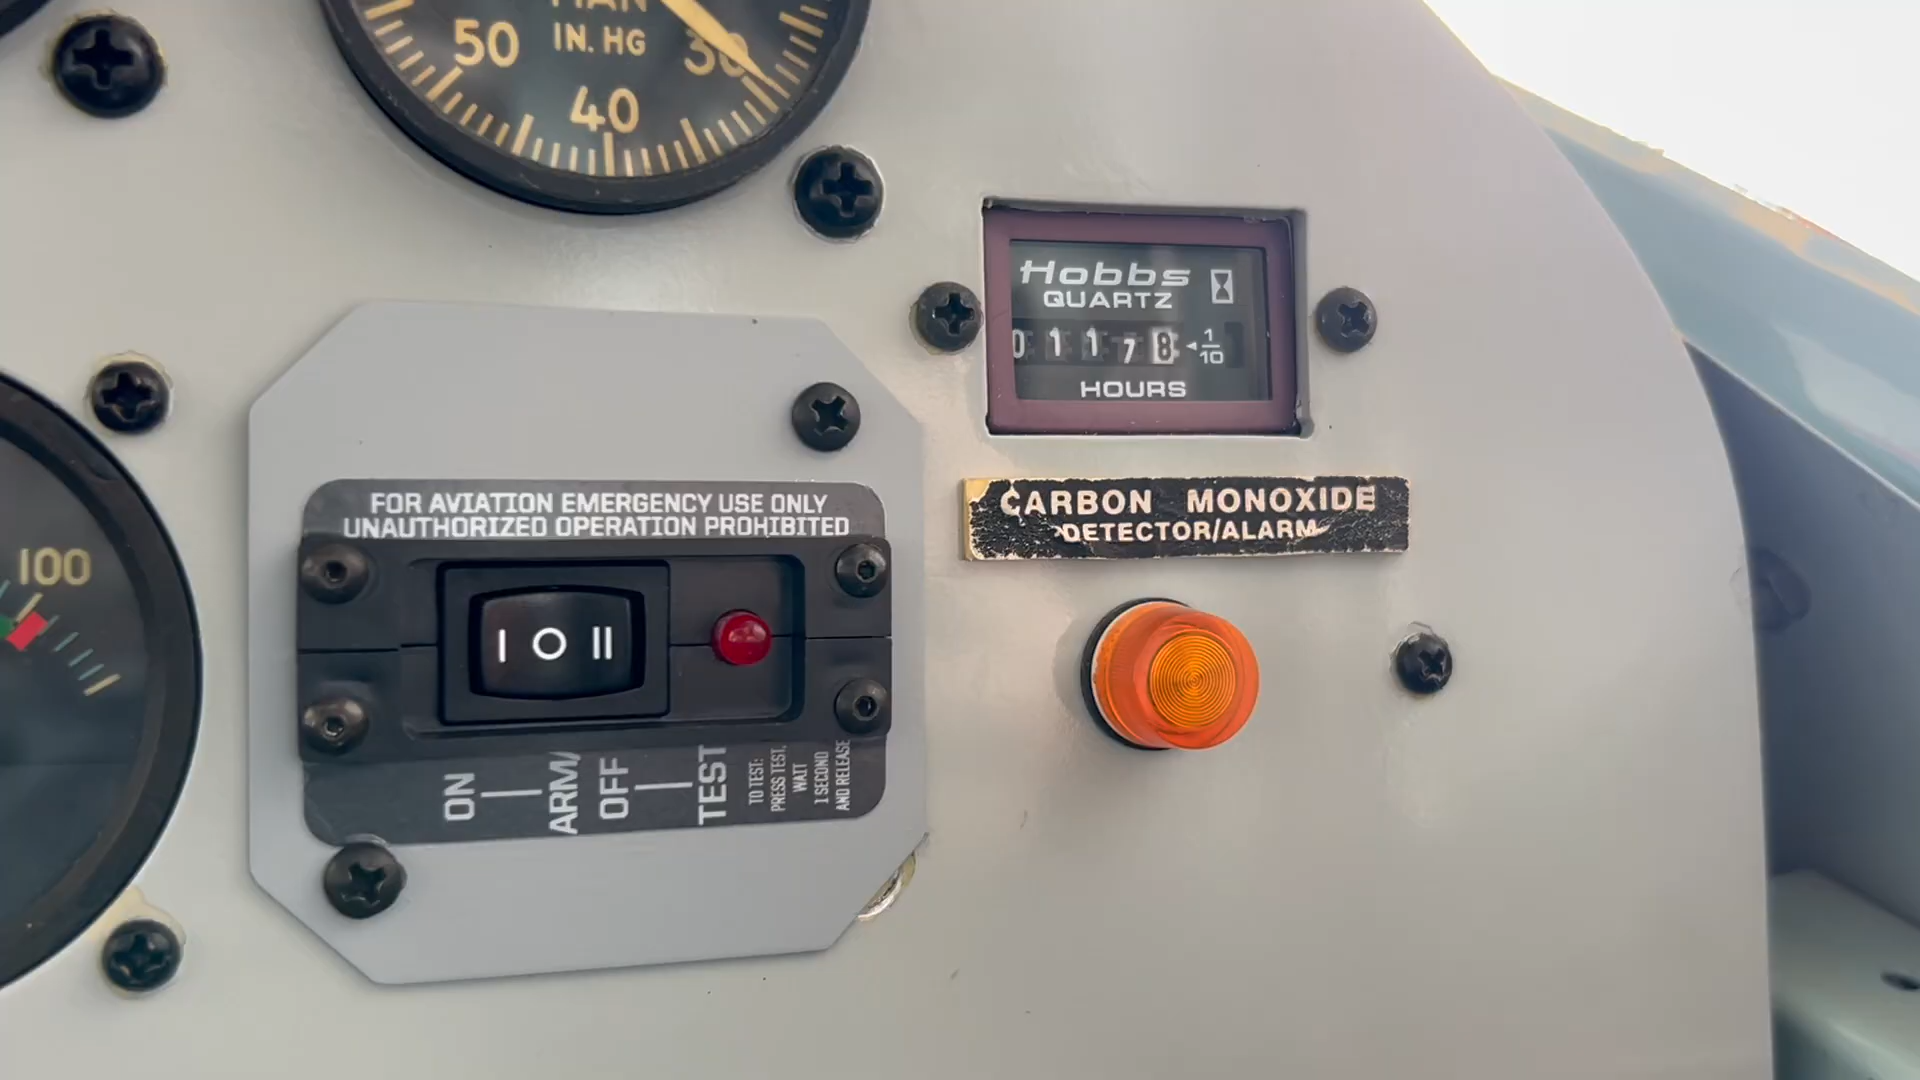 MAN
IN. HG
50
30
40
Hobbs
QUARTZ
0 1 1 7 8 1/10
HOURS
FOR AVIATION EMERGENCY USE ONLY
UNAUTHORIZED OPERATION PROHIBITED
CARBON MONOXIDE
DETECTOR/ALARM
100
I O II
ON
ARM/
OFF
TEST
TO TEST:
PRESS TEST,
WAIT
1 SECOND
AND RELEASE